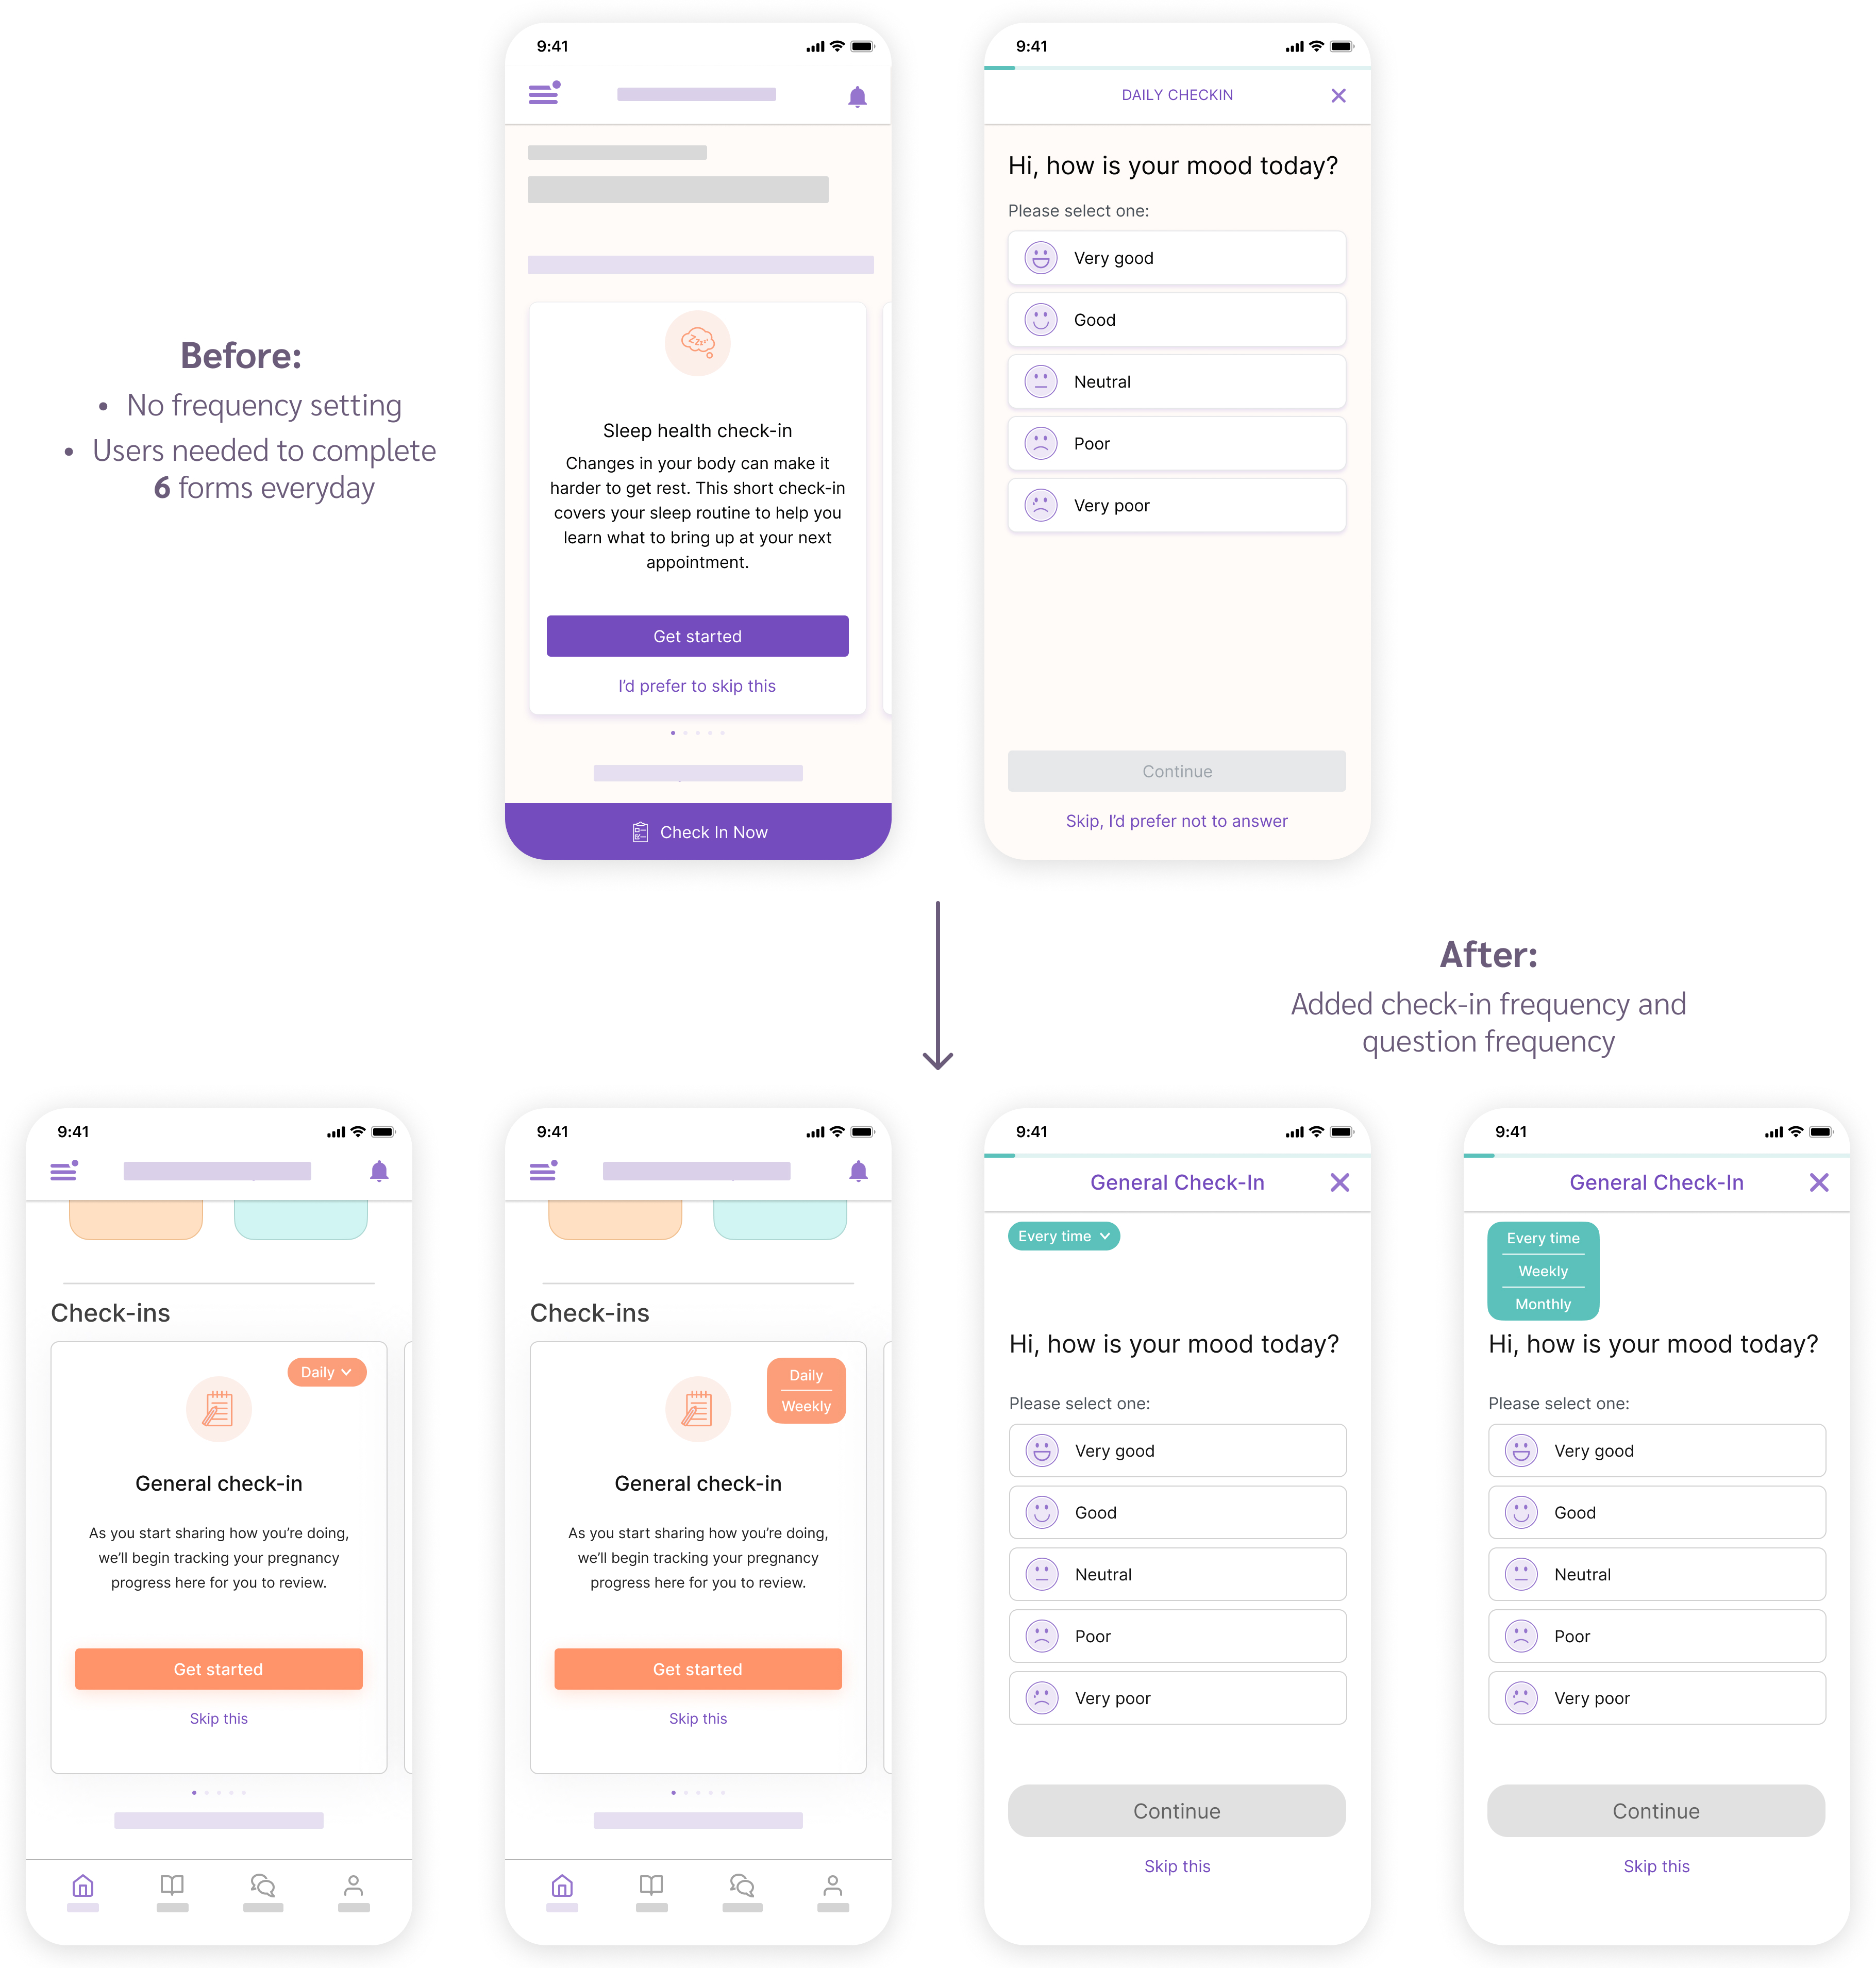 9:41
Sleep health check-in
Changes in your body can make it
harder to get rest. This short check-in
covers your sleep routine to help you
learn what to bring up at your next
appointment.
Get started
I’d prefer to skip this
Check In Now
9:41
DAILY CHECKIN
Hi, how is your mood today?
Please select one:
Very good
Good
Neutral
Poor
Very poor
Continue
Skip, I’d prefer not to answer
Before:
• No frequency setting
• Users needed to complete
6 forms everyday
After:
Added check-in frequency and
question frequency
9:41
Check-ins
Daily
General check-in
As you start sharing how you’re doing,
we’ll begin tracking your pregnancy
progress here for you to review.
Get started
Skip this
9:41
Check-ins
Daily
Weekly
General check-in
As you start sharing how you’re doing,
we’ll begin tracking your pregnancy
progress here for you to review.
Get started
Skip this
9:41
General Check-In
Every time
Hi, how is your mood today?
Please select one:
Very good
Good
Neutral
Poor
Very poor
Continue
Skip this
9:41
General Check-In
Every time
Weekly
Monthly
Hi, how is your mood today?
Please select one:
Very good
Good
Neutral
Poor
Very poor
Continue
Skip this